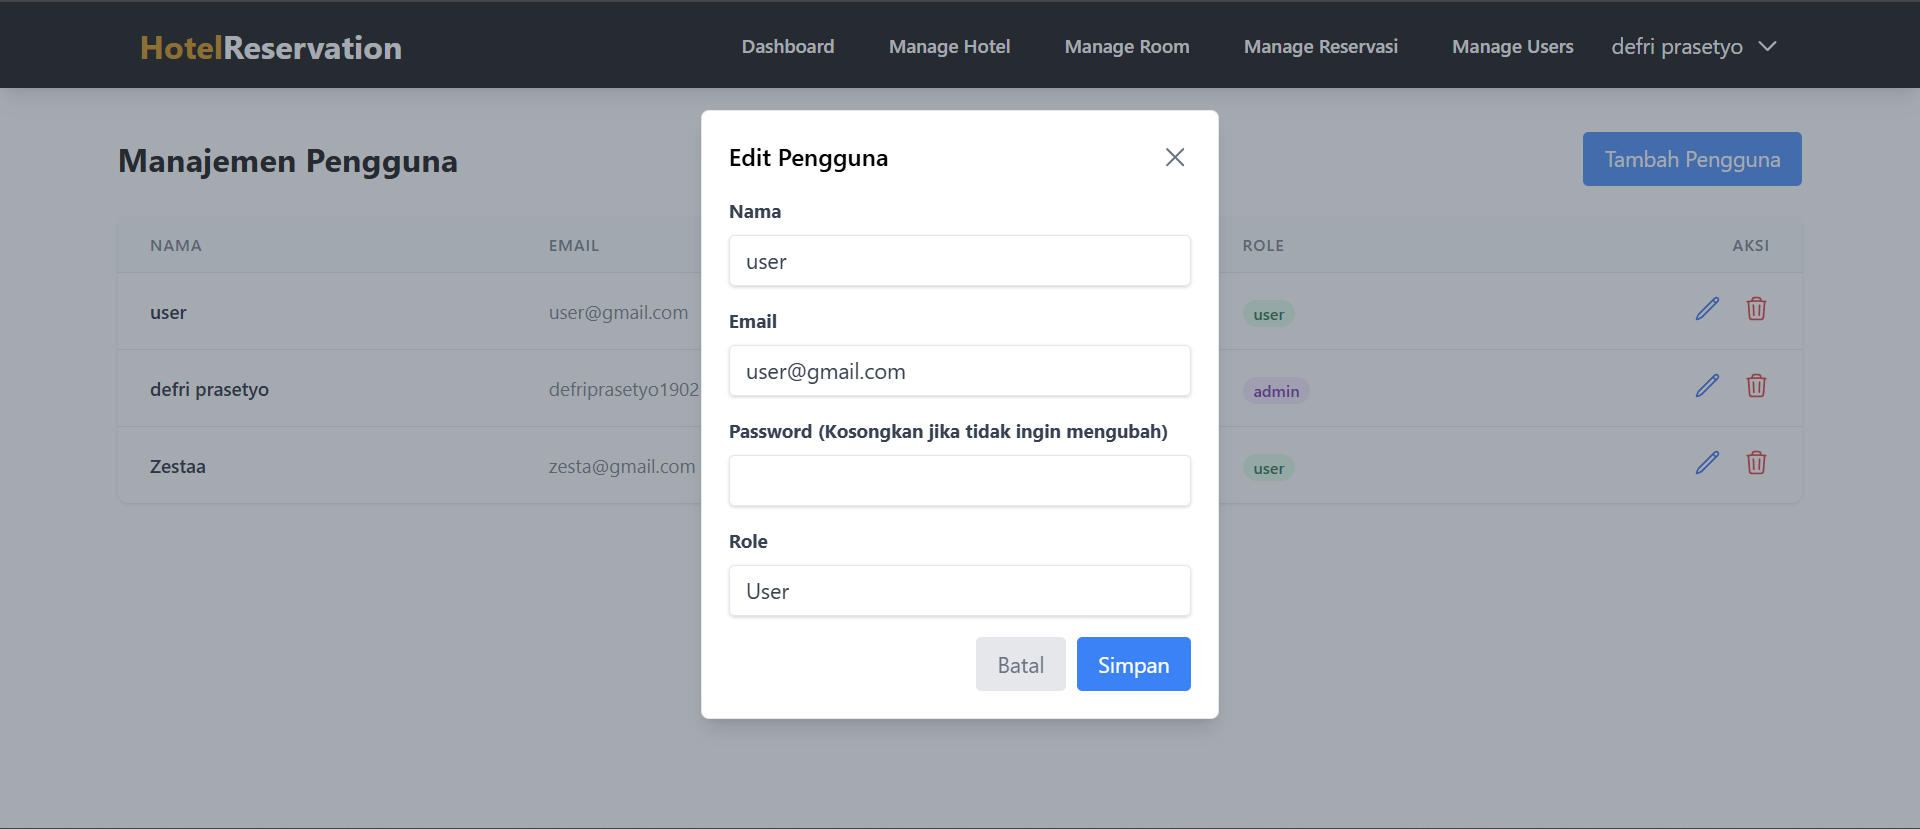 HotelReservation Dashboard Manage Hotel Manage Room Manage Reservasi Manage Users defri prasetyo
Manajemen Pengguna Tambah Pengguna
NAMA EMAIL ROLE AKSI
user user@gmail.com user
defri prasetyo defriprasetyo1902 admin
Zestaa zesta@gmail.com user
Edit Pengguna
Nama
user
Email
user@gmail.com
Password (Kosongkan jika tidak ingin mengubah)
Role
User
Batal Simpan